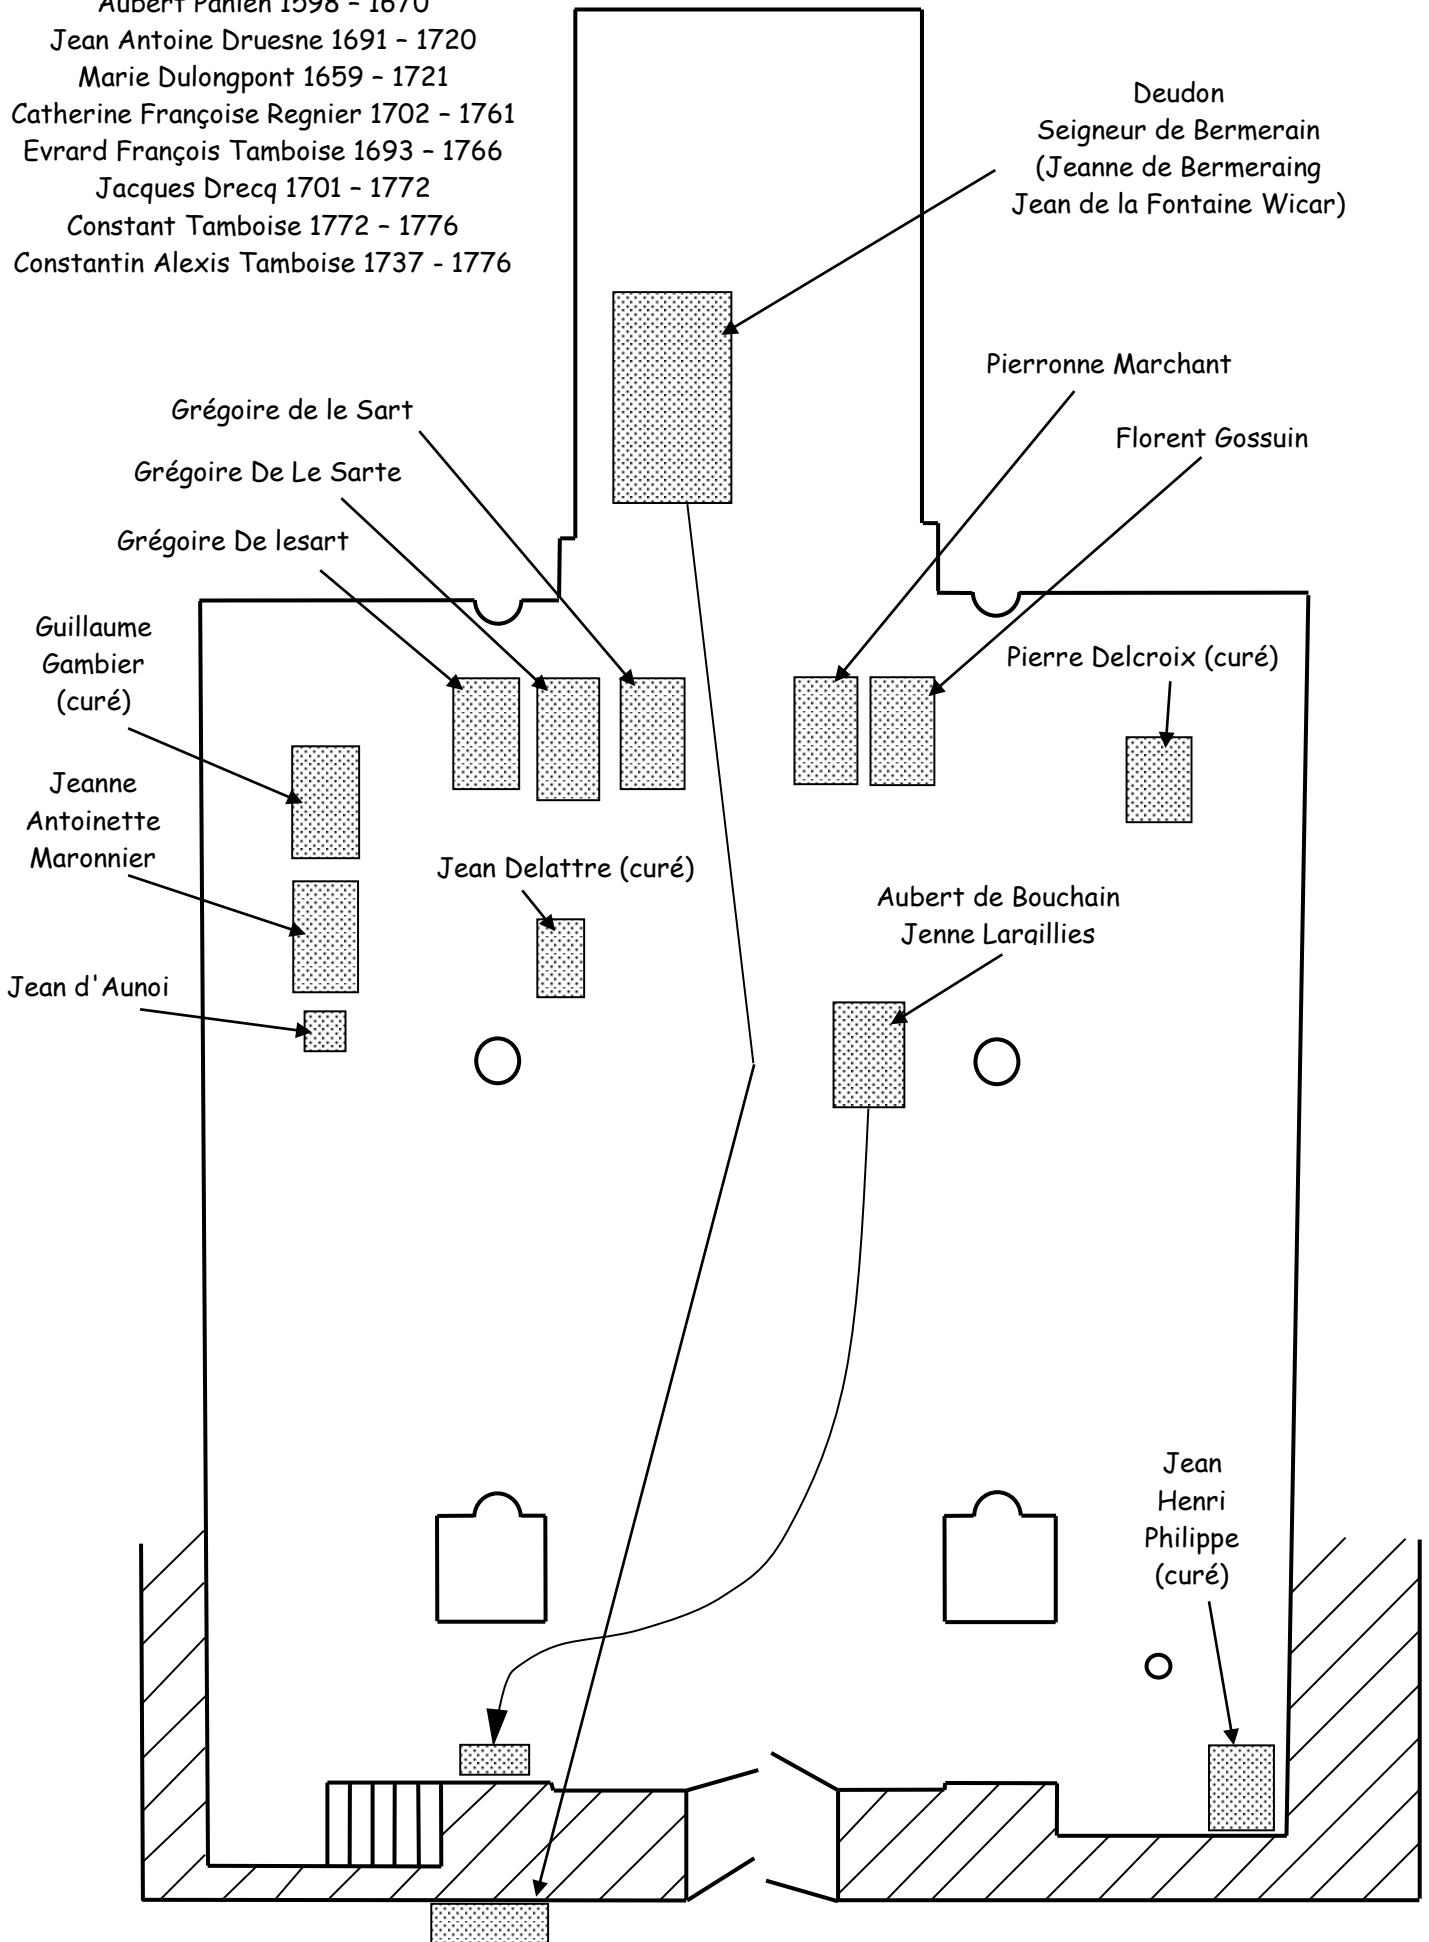 Aubert Panien 1598 – 1670
Jean Antoine Druesne 1691 – 1720
Marie Dulongpont 1659 – 1721
Catherine Françoise Regnier 1702 – 1761
Evrard François Tamboise 1693 – 1766
Jacques Drecq 1701 – 1772
Constant Tamboise 1772 – 1776
Constantin Alexis Tamboise 1737 - 1776
Deudon
Seigneur de Bermerain
(Jeanne de Bermeraing
Jean de la Fontaine Wicar)
Pierronne Marchant
Florent Gossuin
Grégoire de le Sart
Grégoire De Le Sarte
Grégoire De lesart
Guillaume
Gambier
(curé)
Pierre Delcroix (curé)
Jeanne
Antoinette
Maronnier
Jean Delattre (curé)
Aubert de Bouchain
Jenne Laraillies
Jean d'Aunoi
Jean
Henri
Philippe
(curé)